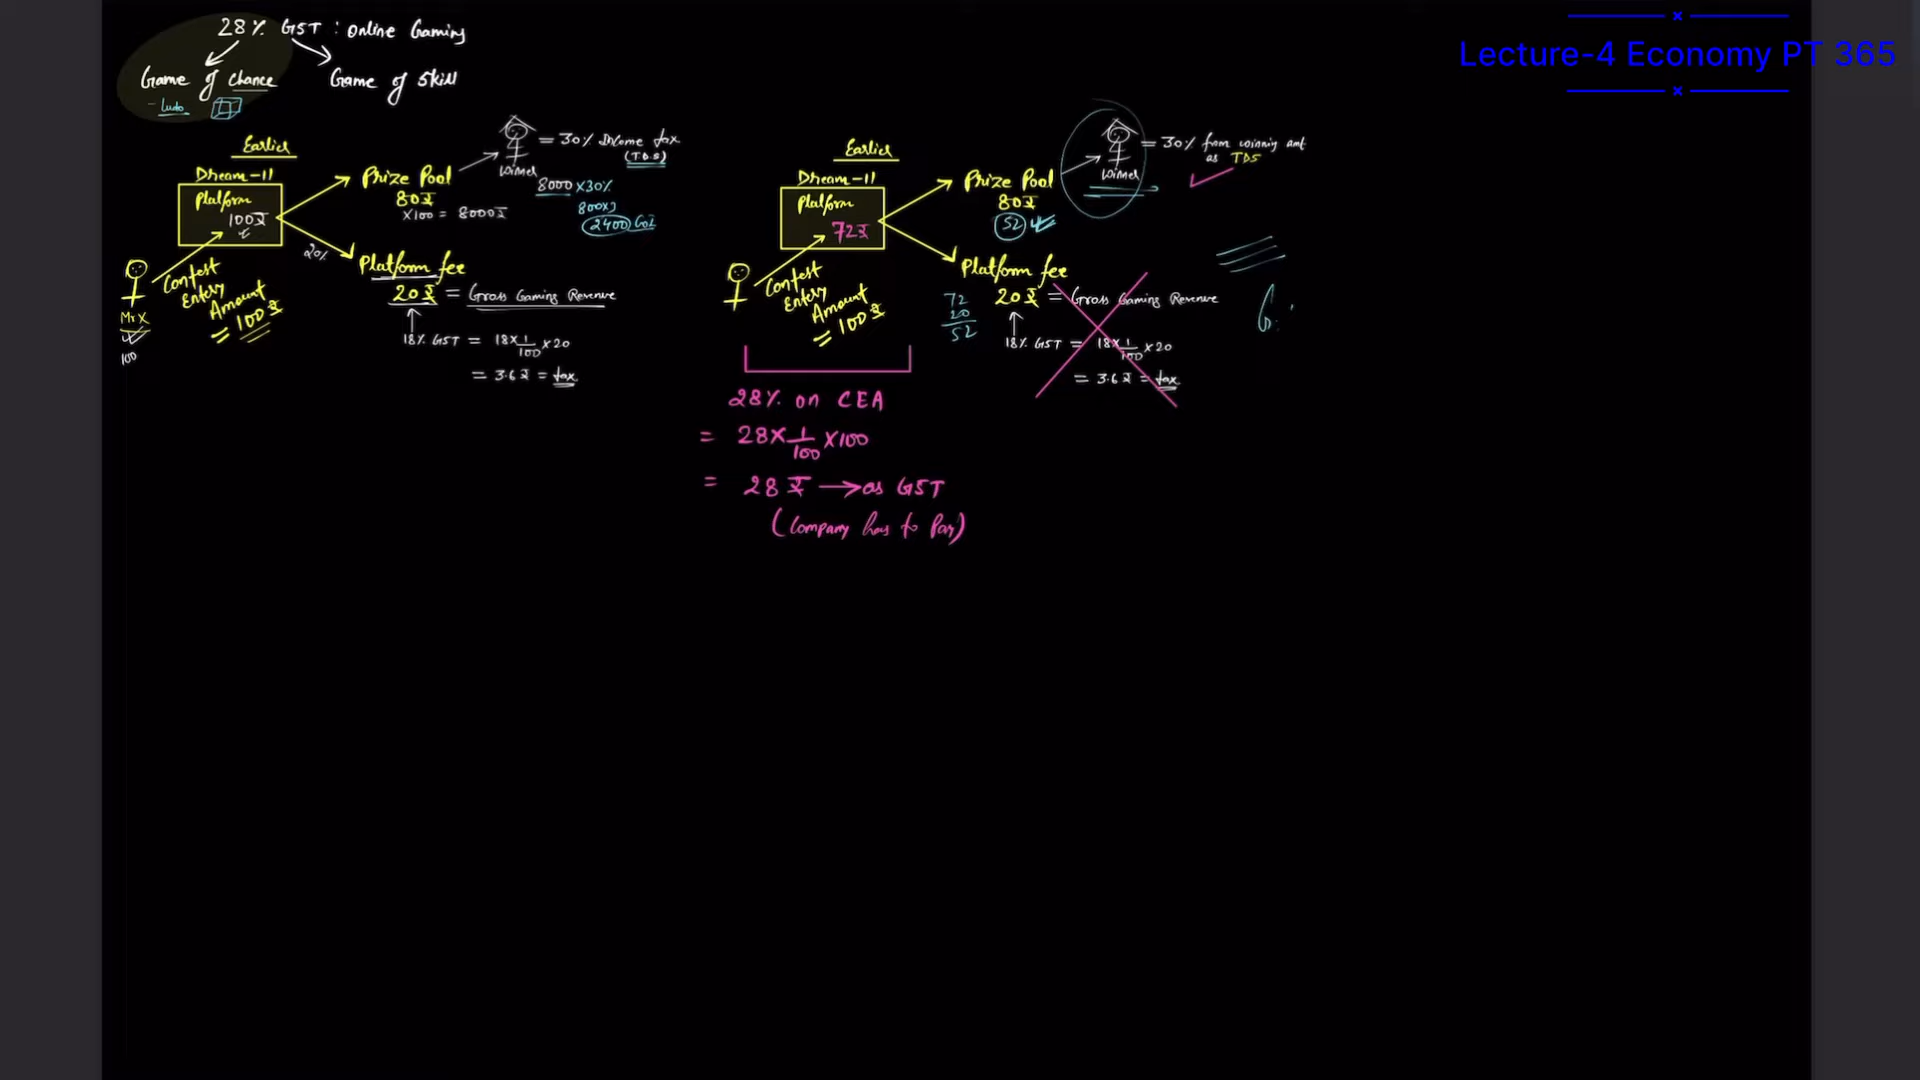 28% GST : Online Gaming
Game of Chance
Game of Skill
- Ludo
Lecture-4 Economy PT 365
Earlier
Dream-11
Platform
100₹
Prize Pool
80₹
X100 = 8000₹
Winner
= 30% Income tax
(TDS)
8000 X30%
800x3
2400 GoI
20%
Platform fee
20₹ = Gross Gaming Revenue
18% GST = 18x1/100 x20
= 3.6₹ = tax
Contest
Entry
Amount
= 100₹
Mr X
100
Earlier
Dream-11
Platform
72₹
Prize Pool
80₹
52
Winner
= 30% from winning amt
as TDS
Platform fee
20₹ = Gross Gaming Revenue
18% GST = 18x1/100 x20
= 3.6₹ = tax
Contest
Entry
Amount
= 100₹
72
20
52
28% on CEA
= 28X1/100 X100
= 28₹ → as GST
(Company has to Pay)